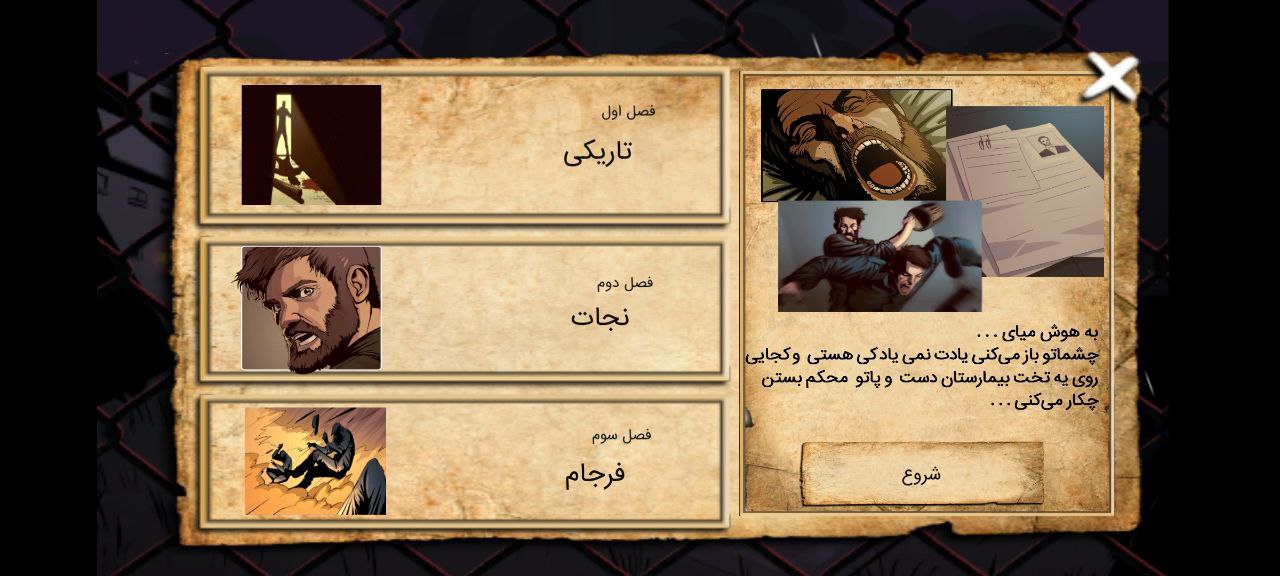 فصل اول
تاریکی
فصل دوم
نجات
فصل سوم
فرجام
به هوش میای ...
چشماتو باز می‌کنی یادت نمی یاد کی هستی و کجایی
روی یه تخت بیمارستان دست و پاتو محکم بستن
چکار می‌کنی ...
شروع